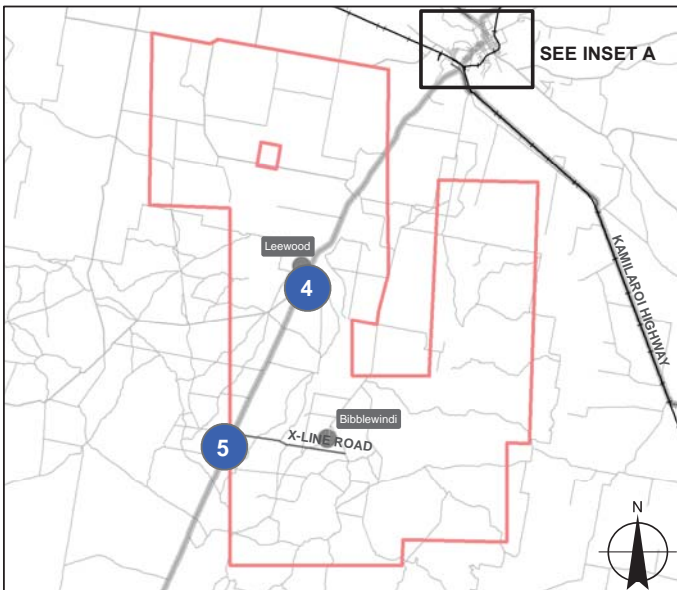 SEE INSET A
Leewood
4
KAMILAROI HIGHWAY
Bibblewindi
5
X-LINE ROAD
N